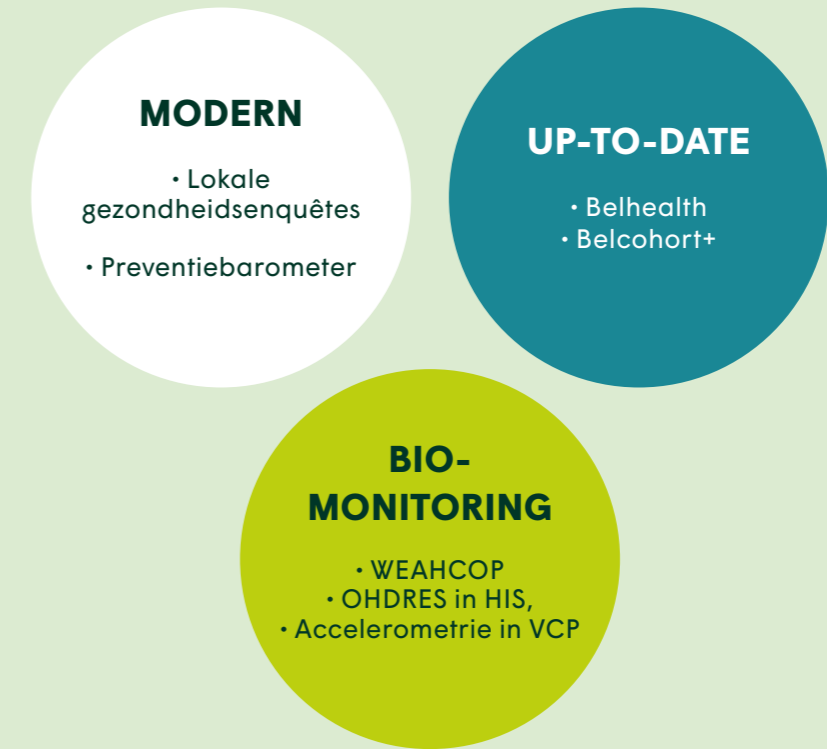 MODERN
• Lokale
gezondheidsenquêtes
• Preventiebarometer
UP-TO-DATE
• Belhealth
• Belcohort+
BIO-
MONITORING
• WEAHCOP
• OHDRES in HIS,
• Accelerometrie in VCP